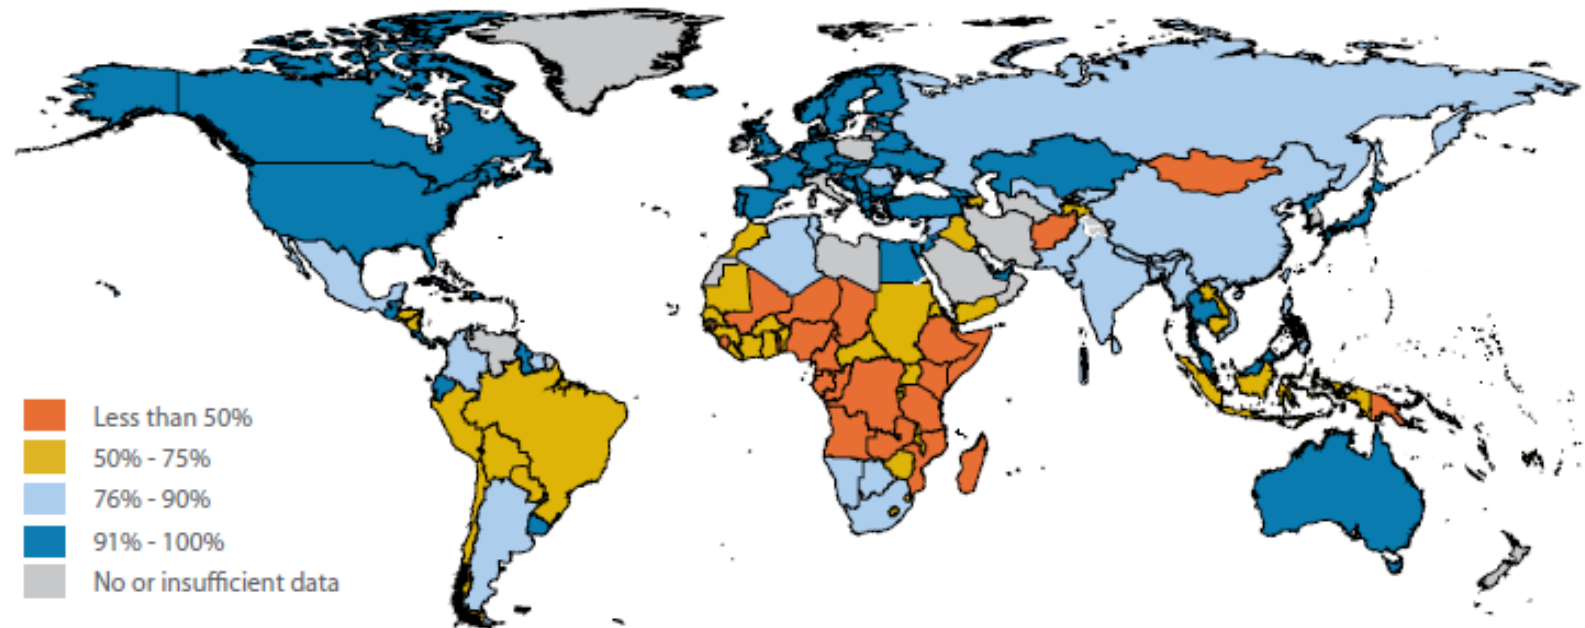 Less than 50%
50% - 75%
76% - 90%
91% - 100%
No or insufficient data